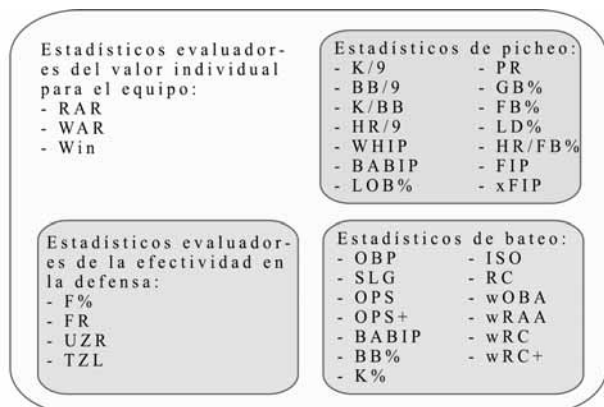 Estadísticos evaluador-
es del valor individual
para el equipo:
- RAR
- WAR
- Win
Estadísticos de picheo:
- K/9 - PR
- BB/9 - GB%
- K/BB - FB%
- HR/9 - LD%
- WHIP - HR/FB%
- BABIP - FIP
- LOB% - xFIP
Estadísticos evaluador-
es de la efectividad en
la defensa:
- F%
- FR
- UZR
- TZL
Estadísticos de bateo:
- OBP - ISO
- SLG - RC
- OPS - wOBA
- OPS+ - wRAA
- BABIP - wRC
- BB% - wRC+
- K%